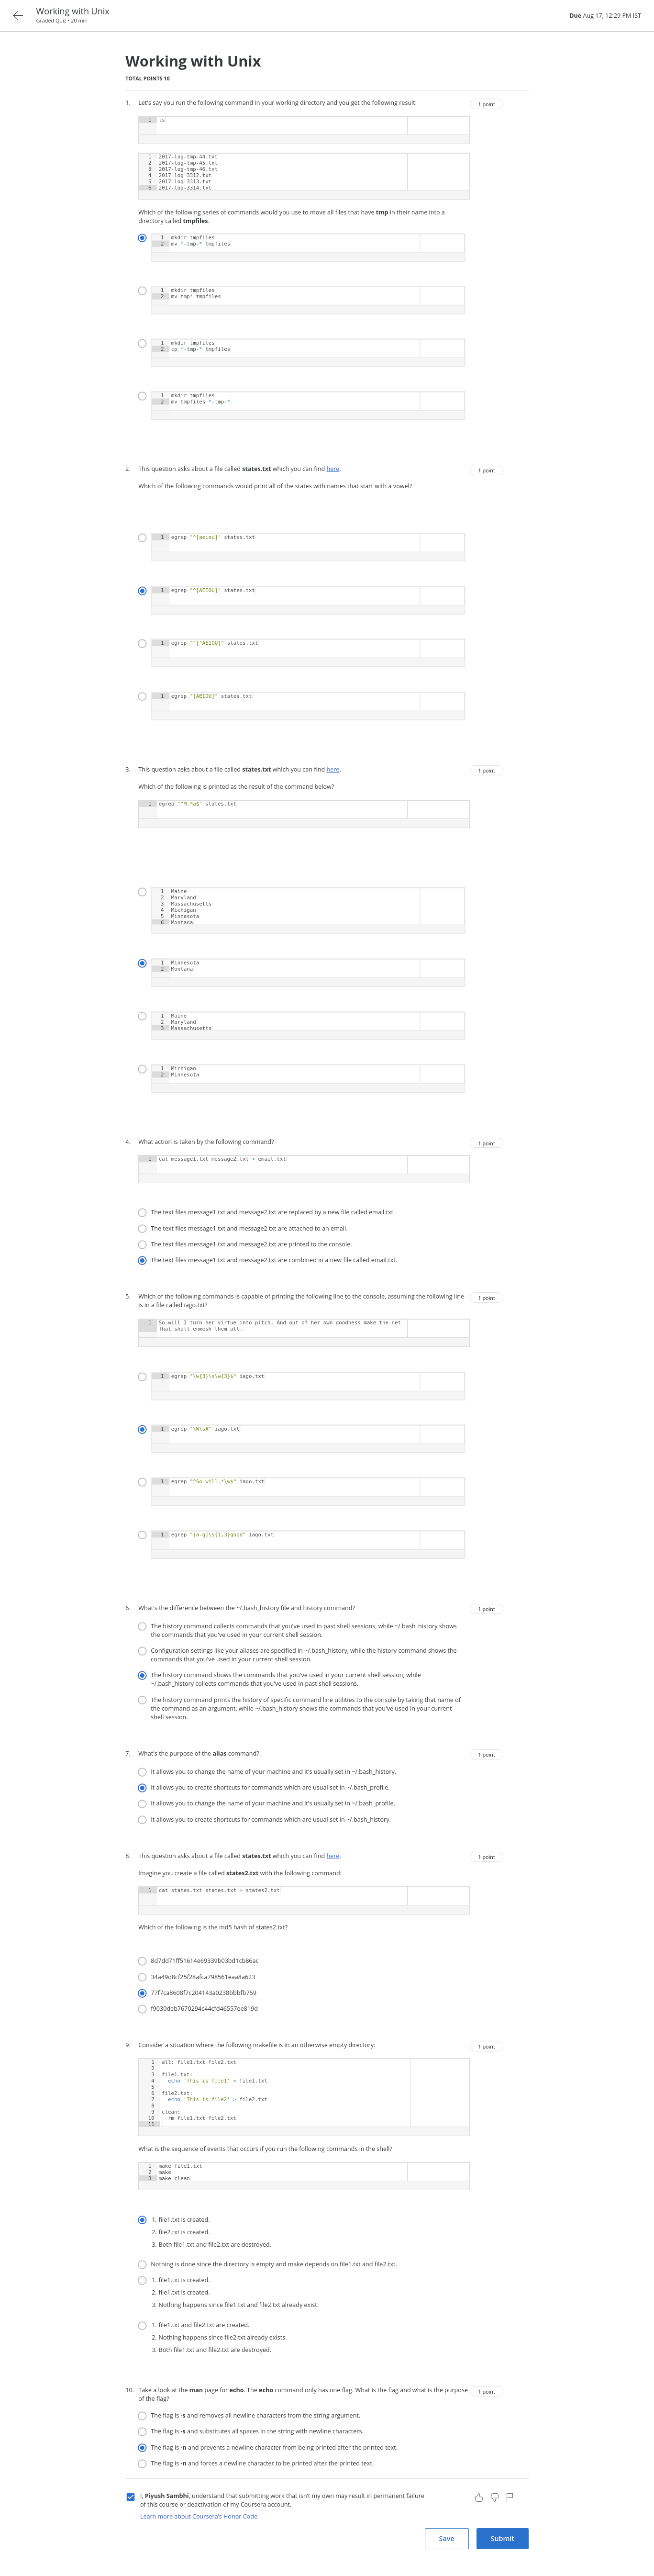 Working with Unix
Graded Quiz • 20 min
Due Aug 17, 12:29 PM IST
Working with Unix
TOTAL POINTS 10
1. Let's say you run the following command in your working directory and you get the following result:
1 point
1 ls
1 2017-log-tmp-44.txt
2 2017-log-tmp-45.txt
3 2017-log-tmp-46.txt
4 2017-log-3312.txt
5 2017-log-3313.txt
6 2017-log-3314.txt
Which of the following series of commands would you use to move all files that have tmp in their name into a
directory called tmpfiles.
1 mkdir tmpfiles
2 mv *-tmp-* tmpfiles
1 mkdir tmpfiles
2 mv tmp* tmpfiles
1 mkdir tmpfiles
2 cp *-tmp-* tmpfiles
1 mkdir tmpfiles
2 mv tmpfiles *-tmp-*
2. This question asks about a file called states.txt which you can find here.
1 point
Which of the following commands would print all of the states with names that start with a vowel?
1 egrep "^[aeiou]" states.txt
1 egrep "^[AEIOU]" states.txt
1 egrep "^[^AEIOU]" states.txt
1 egrep "[AEIOU]" states.txt
3. This question asks about a file called states.txt which you can find here.
1 point
Which of the following is printed as the result of the command below?
1 egrep "^M.*a$" states.txt
1 Maine
2 Maryland
3 Massachusetts
4 Michigan
5 Minnesota
6 Montana
1 Minnesota
2 Montana
1 Maine
2 Maryland
3 Massachusetts
1 Michigan
2 Minnesota
4. What action is taken by the following command?
1 point
1 cat message1.txt message2.txt > email.txt
The text files message1.txt and message2.txt are replaced by a new file called email.txt.
The text files message1.txt and message2.txt are attached to an email.
The text files message1.txt and message2.txt are printed to the console.
The text files message1.txt and message2.txt are combined in a new file called email.txt.
5. Which of the following commands is capable of printing the following line to the console, assuming the following line
is in a file called iago.txt?
1 point
1 So will I turn her virtue into pitch, And out of her own goodness make the net
That shall enmesh them all.
1 egrep "\w{3}\s\w{3}$" iago.txt
1 egrep "\W\sA" iago.txt
1 egrep "^So will.*\w$" iago.txt
1 egrep "[a-g]\s{1,3}good" iago.txt
6. What's the difference between the ~/.bash_history file and history command?
1 point
The history command collects commands that you've used in past shell sessions, while ~/.bash_history shows
the commands that you've used in your current shell session.
Configuration settings like your aliases are specified in ~/.bash_history, while the history command shows the
commands that you've used in your current shell session.
The history command shows the commands that you've used in your current shell session, while
~/.bash_history collects commands that you've used in past shell sessions.
The history command prints the history of specific command line utilities to the console by taking that name of
the command as an argument, while ~/.bash_history shows the commands that you've used in your current
shell session.
7. What's the purpose of the alias command?
1 point
It allows you to change the name of your machine and it's usually set in ~/.bash_history.
It allows you to create shortcuts for commands which are usual set in ~/.bash_profile.
It allows you to change the name of your machine and it's usually set in ~/.bash_profile.
It allows you to create shortcuts for commands which are usual set in ~/.bash_history.
8. This question asks about a file called states.txt which you can find here.
1 point
Imagine you create a file called states2.txt with the following command:
1 cat states.txt states.txt > states2.txt
Which of the following is the md5 hash of states2.txt?
8d7dd71ff51614e69339b03bd1cb86ac
34a49d8cf25f28afca798561eaa8a623
77f7ca8608f7c204143a0238bbbfb759
f9030deb7670294c44cfd46557ee819d
9. Consider a situation where the following makefile is in an otherwise empty directory:
1 point
1 all: file1.txt file2.txt
2
3 file1.txt:
4 echo 'This is file1' > file1.txt
5
6 file2.txt:
7 echo 'This is file2' > file2.txt
8
9 clean:
10 rm file1.txt file2.txt
11
What is the sequence of events that occurs if you run the following commands in the shell?
1 make file1.txt
2 make
3 make clean
1. file1.txt is created.
2. file2.txt is created.
3. Both file1.txt and file2.txt are destroyed.
Nothing is done since the directory is empty and make depends on file1.txt and file2.txt.
1. file1.txt is created.
2. file1.txt is created.
3. Nothing happens since file1.txt and file2.txt already exist.
1. file1.txt and file2.txt are created.
2. Nothing happens since file2.txt already exists.
3. Both file1.txt and file2.txt are destroyed.
10. Take a look at the man page for echo. The echo command only has one flag. What is the flag and what is the purpose
of the flag?
1 point
The flag is -s and removes all newline characters from the string argument.
The flag is -s and substitutes all spaces in the string with newline characters.
The flag is -n and prevents a newline character from being printed after the printed text.
The flag is -n and forces a newline character to be printed after the printed text.
I, Piyush Sambhi, understand that submitting work that isn't my own may result in permanent failure
of this course or deactivation of my Coursera account.
Learn more about Coursera's Honor Code
Save
Submit